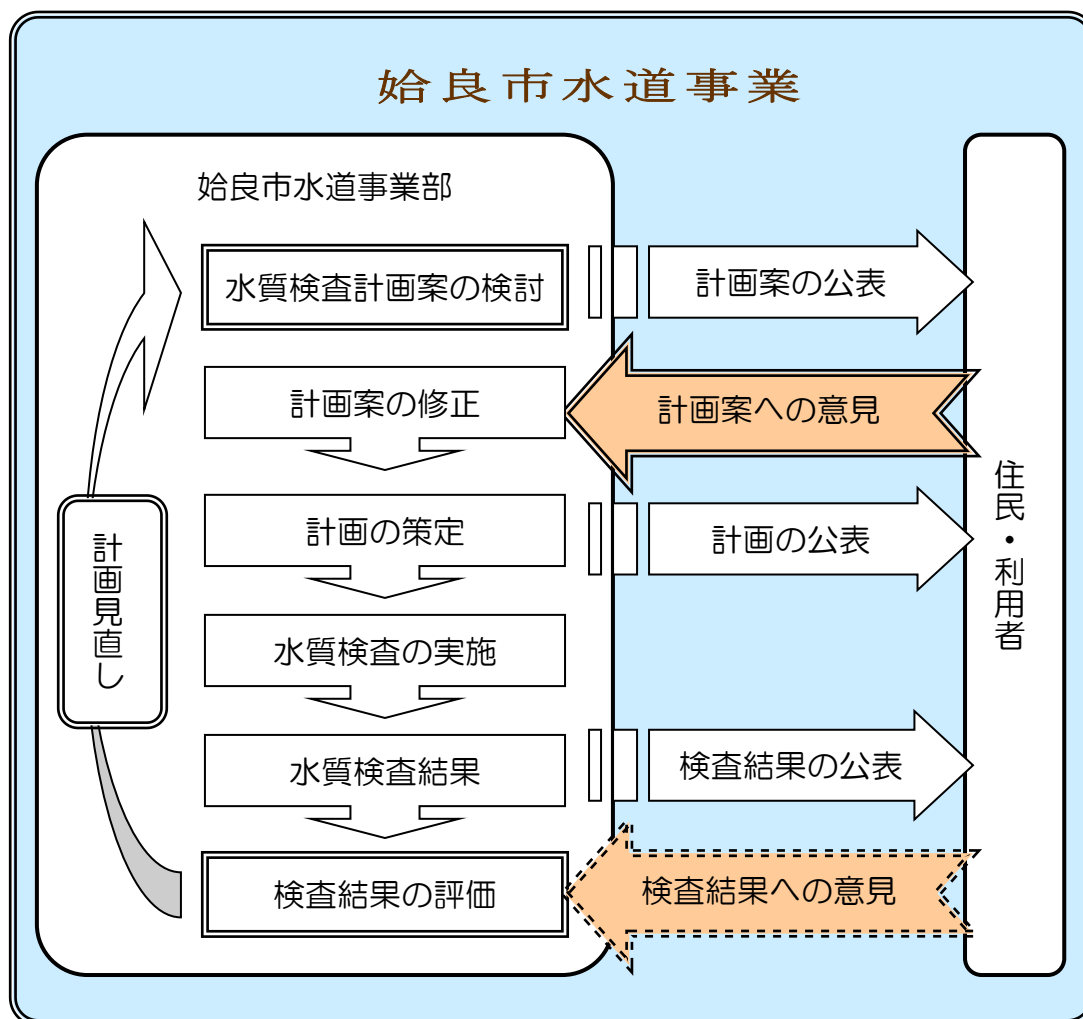 姶良市水道事業
姶良市水道事業部
水質検査計画案の検討
計画案の公表
計画案の修正
計画案への意見
計画の策定
計画の公表
水質検査の実施
水質検査結果
検査結果の公表
検査結果の評価
検査結果への意見
計画見直し
住民・利用者